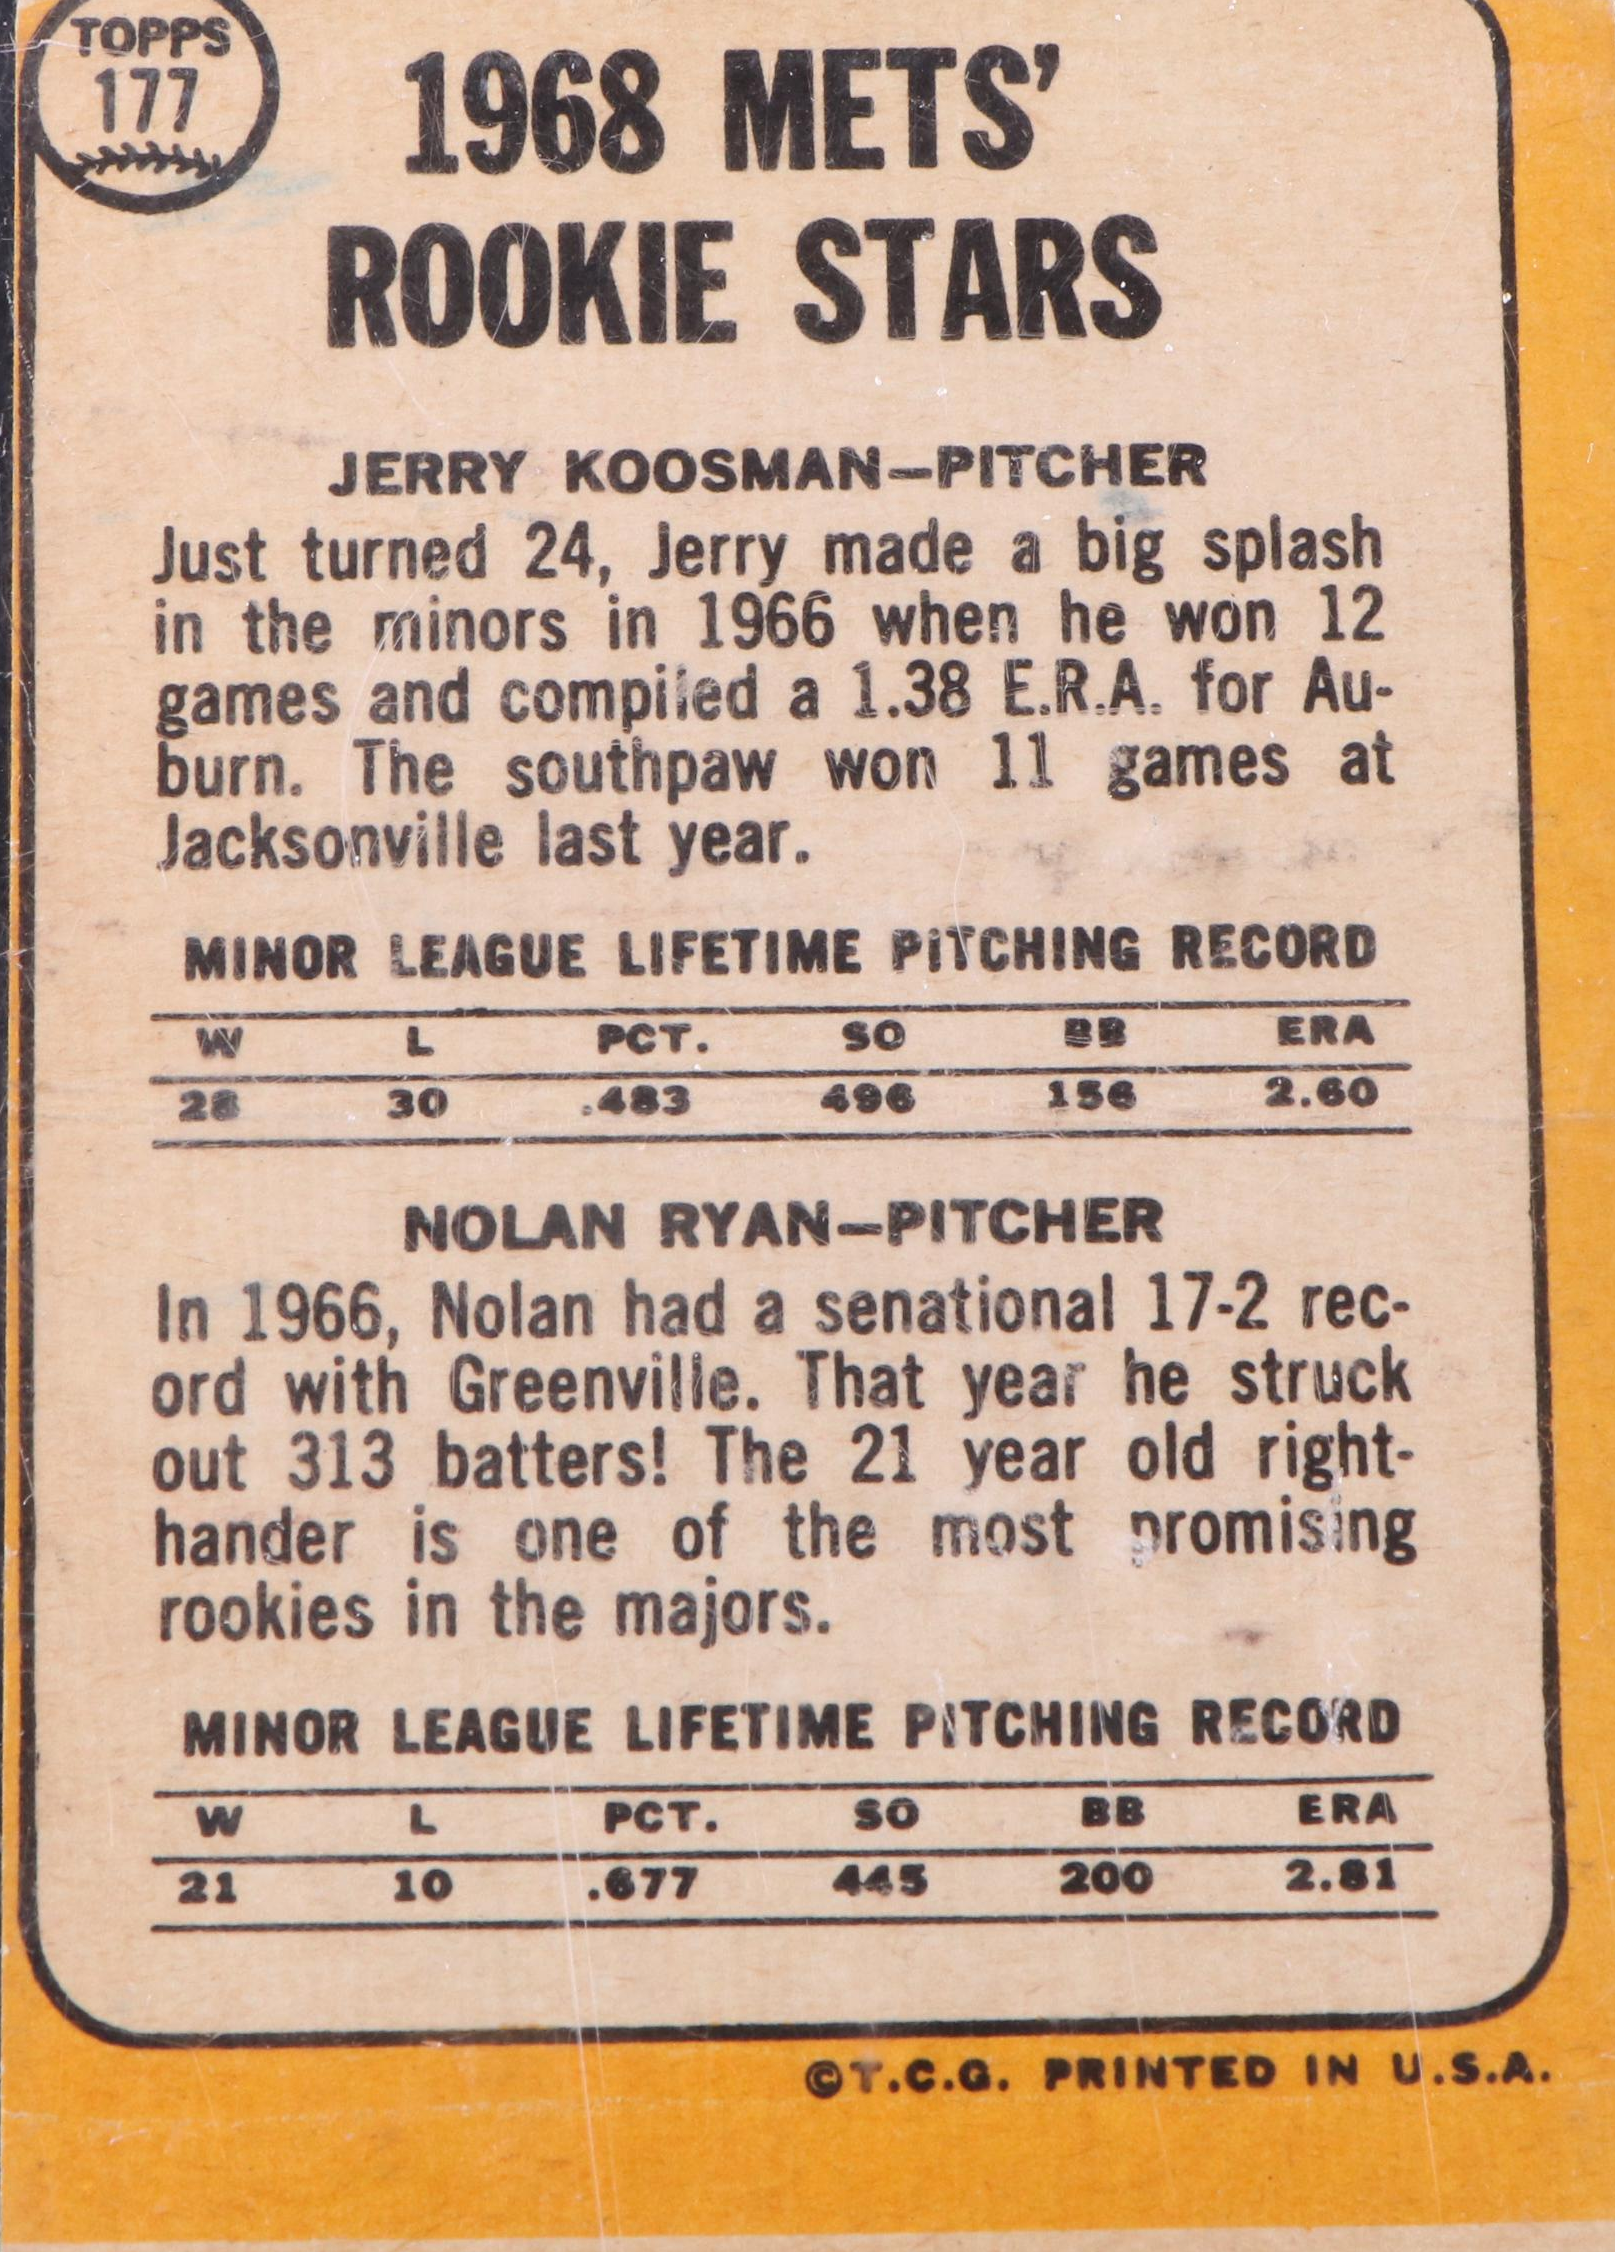 TOPPS
177
1968 METS'
ROOKIE STARS
JERRY KOOSMAN—PITCHER
Just turned 24, Jerry made a big splash
in the minors in 1966 when he won 12
games and compiled a 1.38 E.R.A. for Au-
burn. The southpaw won 11 games at
Jacksonville last year.
MINOR LEAGUE LIFETIME PITCHING RECORD
W L PCT. SO BB ERA
28 30 .483 496 156 2.60
NOLAN RYAN—PITCHER
In 1966, Nolan had a senational 17-2 rec-
ord with Greenville. That year he struck
out 313 batters! The 21 year old right-
hander is one of the most promising
rookies in the majors.
MINOR LEAGUE LIFETIME PITCHING RECORD
W L PCT. SO BB ERA
21 10 .677 445 200 2.81
©T.C.G. PRINTED IN U.S.A.